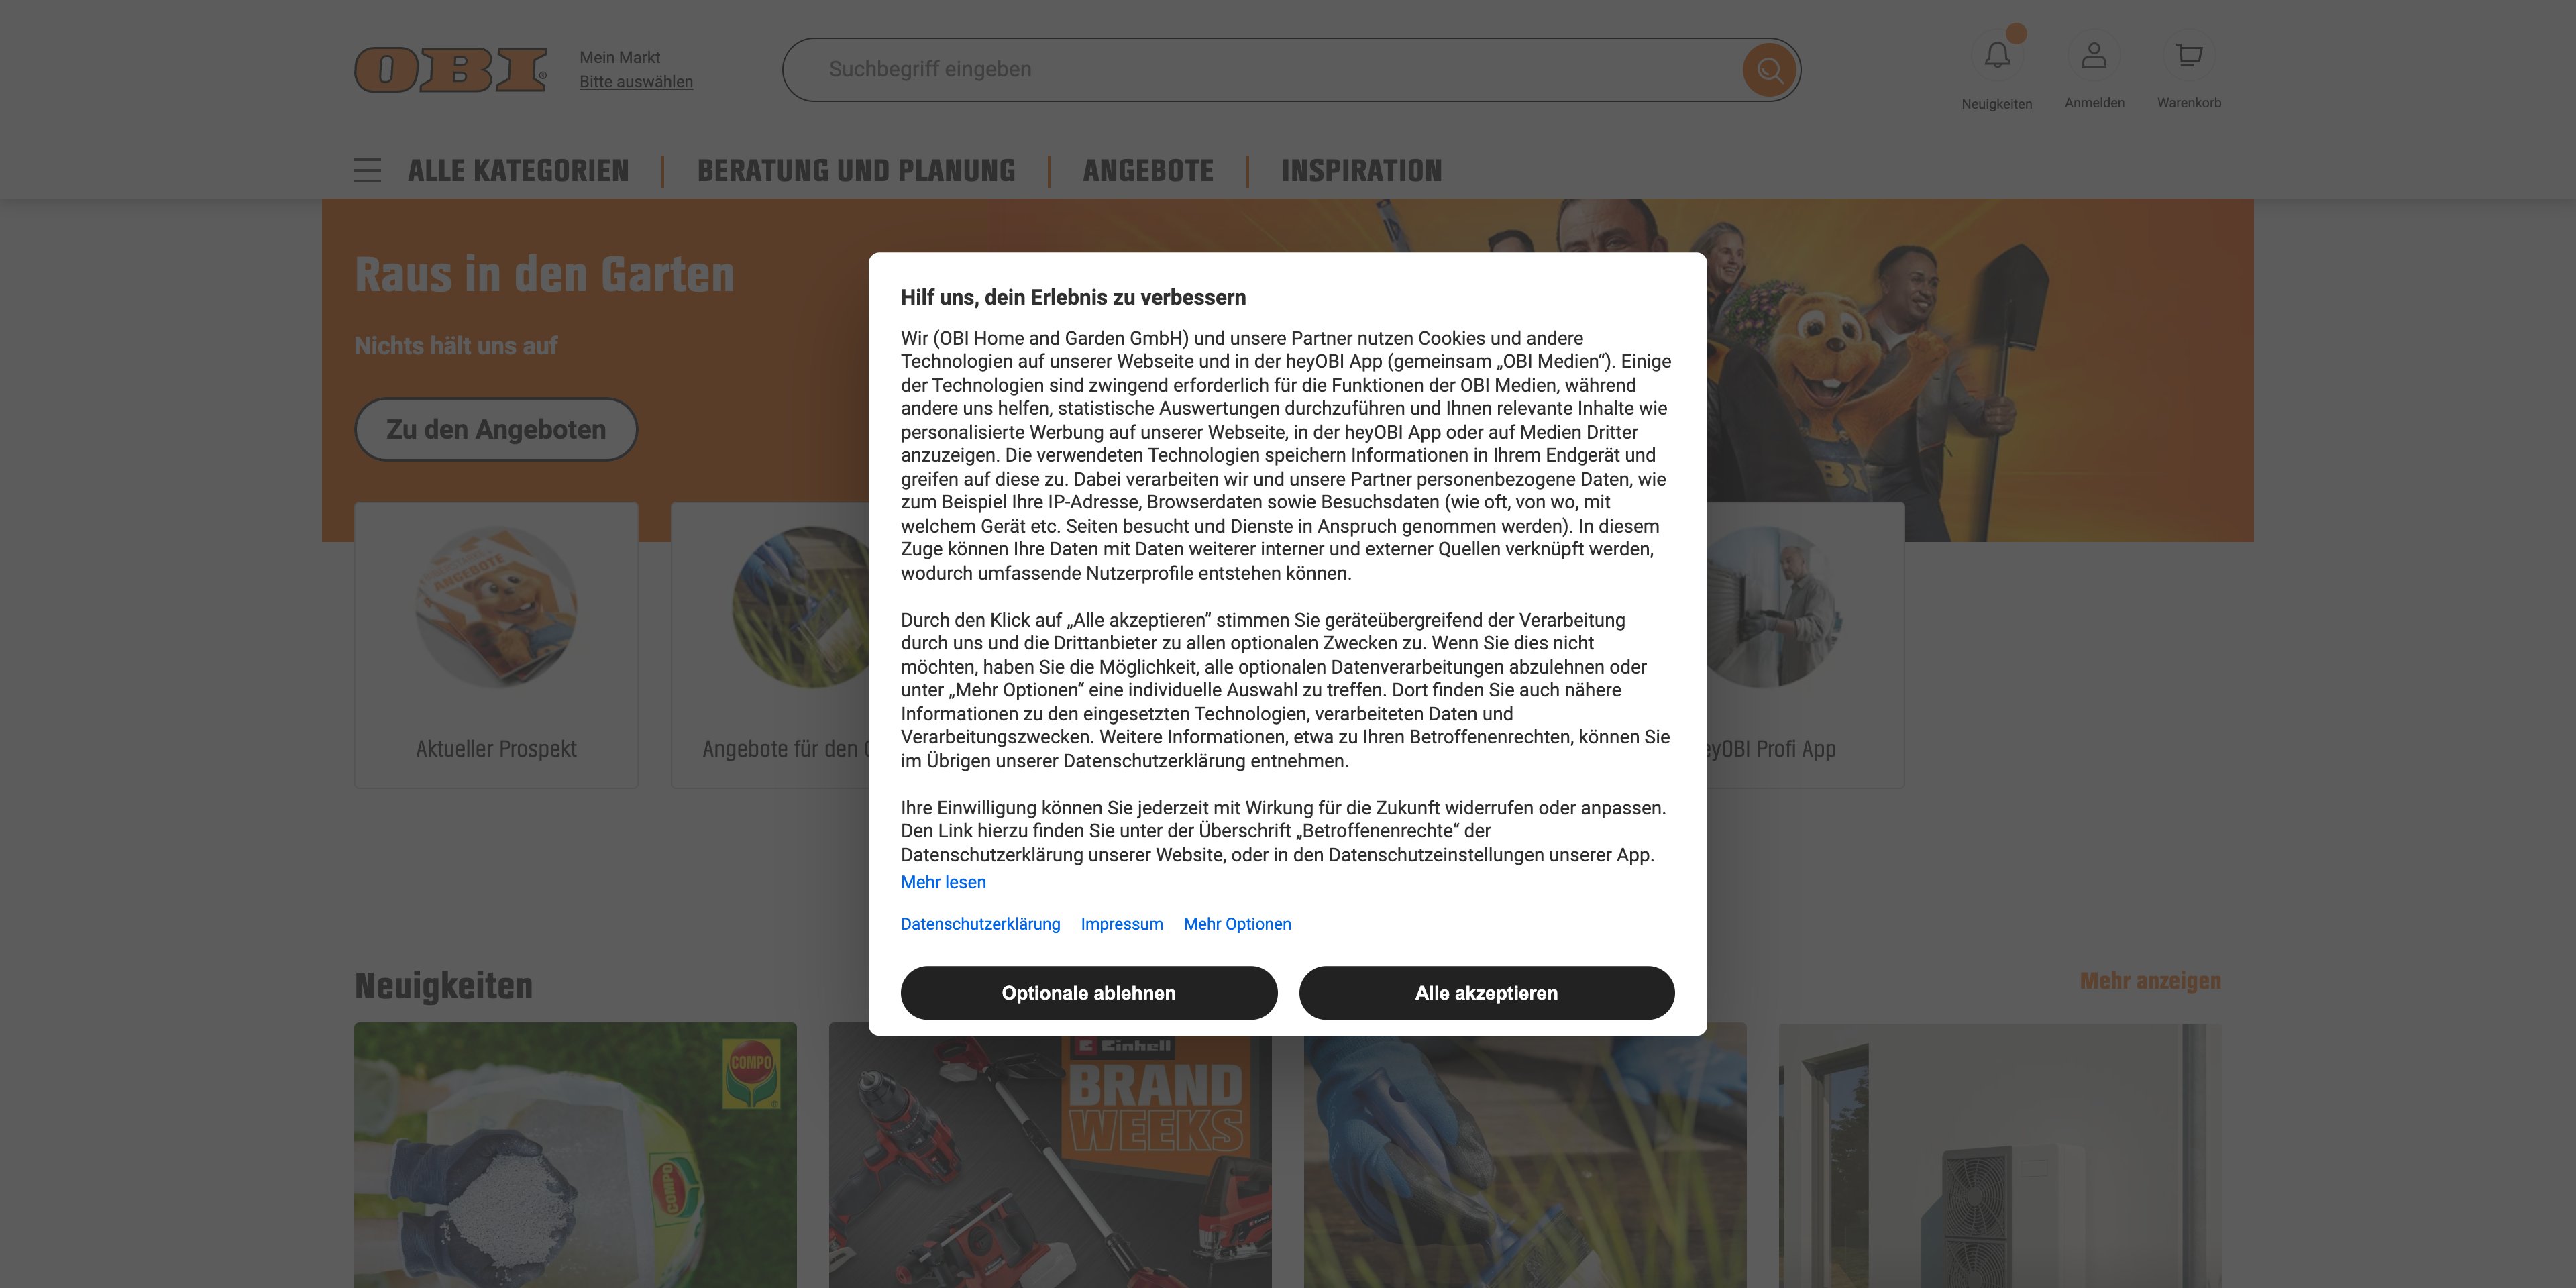 OBI
Mein Markt
Bitte auswählen
Suchbegriff eingeben
Neuigkeiten
Anmelden
Warenkorb
ALLE KATEGORIEN
BERATUNG UND PLANUNG
ANGEBOTE
INSPIRATION
Raus in den Garten
Nichts hält uns auf
Zu den Angeboten
ANGEBOTE
Aktueller Prospekt
Angebote für den
OBI Profi App
Hilf uns, dein Erlebnis zu verbessern
Wir (OBI Home and Garden GmbH) und unsere Partner nutzen Cookies und andere
Technologien auf unserer Webseite und in der heyOBI App (gemeinsam „OBI Medien“). Einige
der Technologien sind zwingend erforderlich für die Funktionen der OBI Medien, während
andere uns helfen, statistische Auswertungen durchzuführen und Ihnen relevante Inhalte wie
personalisierte Werbung auf unserer Webseite, in der heyOBI App oder auf Medien Dritter
anzuzeigen. Die verwendeten Technologien speichern Informationen in Ihrem Endgerät und
greifen auf diese zu. Dabei verarbeiten wir und unsere Partner personenbezogene Daten, wie
zum Beispiel Ihre IP-Adresse, Browserdaten sowie Besuchsdaten (wie oft, von wo, mit
welchem Gerät etc. Seiten besucht und Dienste in Anspruch genommen werden). In diesem
Zuge können Ihre Daten mit Daten weiterer interner und externer Quellen verknüpft werden,
wodurch umfassende Nutzerprofile entstehen können.
Durch den Klick auf „Alle akzeptieren” stimmen Sie geräteübergreifend der Verarbeitung
durch uns und die Drittanbieter zu allen optionalen Zwecken zu. Wenn Sie dies nicht
möchten, haben Sie die Möglichkeit, alle optionalen Datenverarbeitungen abzulehnen oder
unter „Mehr Optionen“ eine individuelle Auswahl zu treffen. Dort finden Sie auch nähere
Informationen zu den eingesetzten Technologien, verarbeiteten Daten und
Verarbeitungszwecken. Weitere Informationen, etwa zu Ihren Betroffenenrechten, können Sie
im Übrigen unserer Datenschutzerklärung entnehmen.
Ihre Einwilligung können Sie jederzeit mit Wirkung für die Zukunft widerrufen oder anpassen.
Den Link hierzu finden Sie unter der Überschrift „Betroffenenrechte“ der
Datenschutzerklärung unserer Website, oder in den Datenschutzeinstellungen unserer App.
Mehr lesen
Datenschutzerklärung
Impressum
Mehr Optionen
Optionale ablehnen
Alle akzeptieren
Neuigkeiten
Mehr anzeigen
COMPO
COMPO
Einhell
BRAND
WEEKS